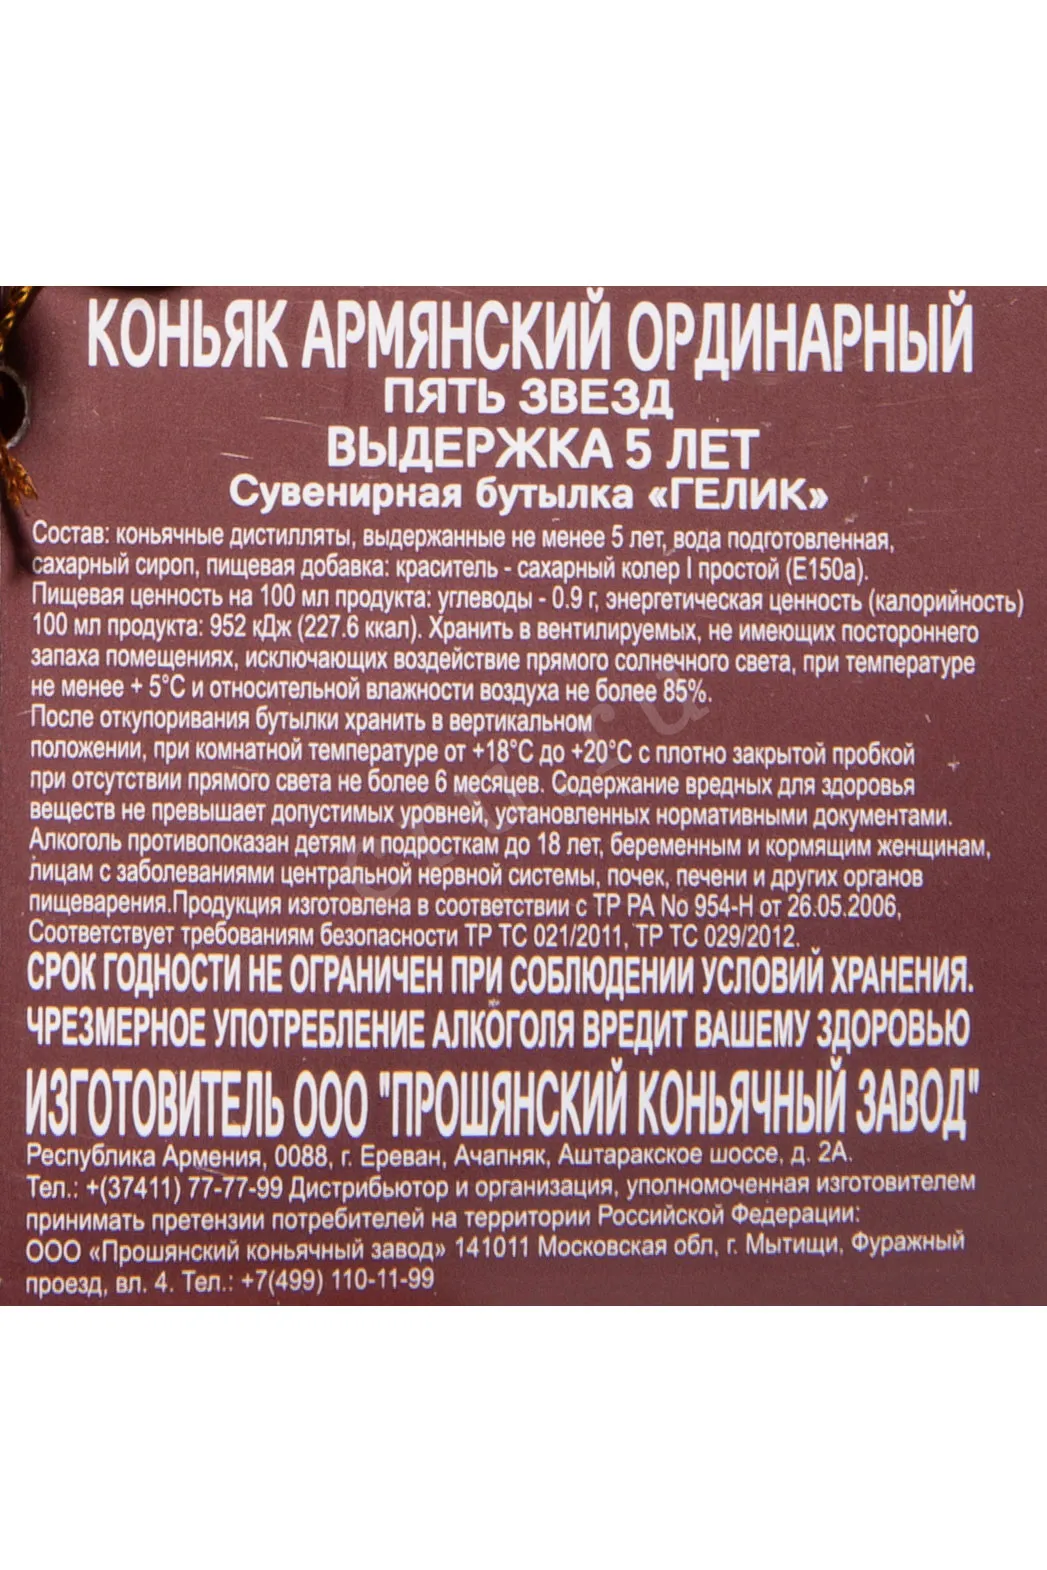 КОНЬЯК АРМЯНСКИЙ ОРДИНАРНЫЙ
ПЯТЬ ЗВЕЗД
ВЫДЕРЖКА 5 ЛЕТ
Сувенирная бутылка «ГЕЛИК»
Состав: коньячные дистилляты, выдержанные не менее 5 лет, вода подготовленная,
сахарный сироп, пищевая добавка: краситель - сахарный колер I простой (E150a).
Пищевая ценность на 100 мл продукта: углеводы - 0.9 г, энергетическая ценность (калорийность)
100 мл продукта: 952 кДж (227.6 ккал). Хранить в вентилируемых, не имеющих постороннего
запаха помещениях, исключающих воздействие прямого солнечного света, при температуре
не менее + 5°С и относительной влажности воздуха не более 85%.
После откупоривания бутылки хранить в вертикальном
положении, при комнатной температуре от +18°С до +20°С с плотно закрытой пробкой
при отсутствии прямого света не более 6 месяцев. Содержание вредных для здоровья
веществ не превышает допустимых уровней, установленных нормативными документами.
Алкоголь противопоказан детям и подросткам до 18 лет, беременным и кормящим женщинам,
лицам с заболеваниями центральной нервной системы, почек, печени и других органов
пищеварения.Продукция изготовлена в соответствии с ТР РА No 954-Н от 26.05.2006,
Соответствует требованиям безопасности ТР ТС 021/2011, ТР ТС 029/2012.
СРОК ГОДНОСТИ НЕ ОГРАНИЧЕН ПРИ СОБЛЮДЕНИИ УСЛОВИЙ ХРАНЕНИЯ.
ЧРЕЗМЕРНОЕ УПОТРЕБЛЕНИЕ АЛКОГОЛЯ ВРЕДИТ ВАШЕМУ ЗДОРОВЬЮ
ИЗГОТОВИТЕЛЬ ООО "ПРОШЯНСКИЙ КОНЬЯЧНЫЙ ЗАВОД"
Республика Армения, 0088, г. Ереван, Ачапняк, Аштаракское шоссе, д. 2А.
Тел.: +(37411) 77-77-99 Дистрибьютор и организация, уполномоченная изготовителем
принимать претензии потребителей на территории Российской Федерации:
ООО «Прошянский коньячный завод» 141011 Московская обл, г. Мытищи, Фуражный
проезд, вл. 4. Тел.: +7(499) 110-11-99